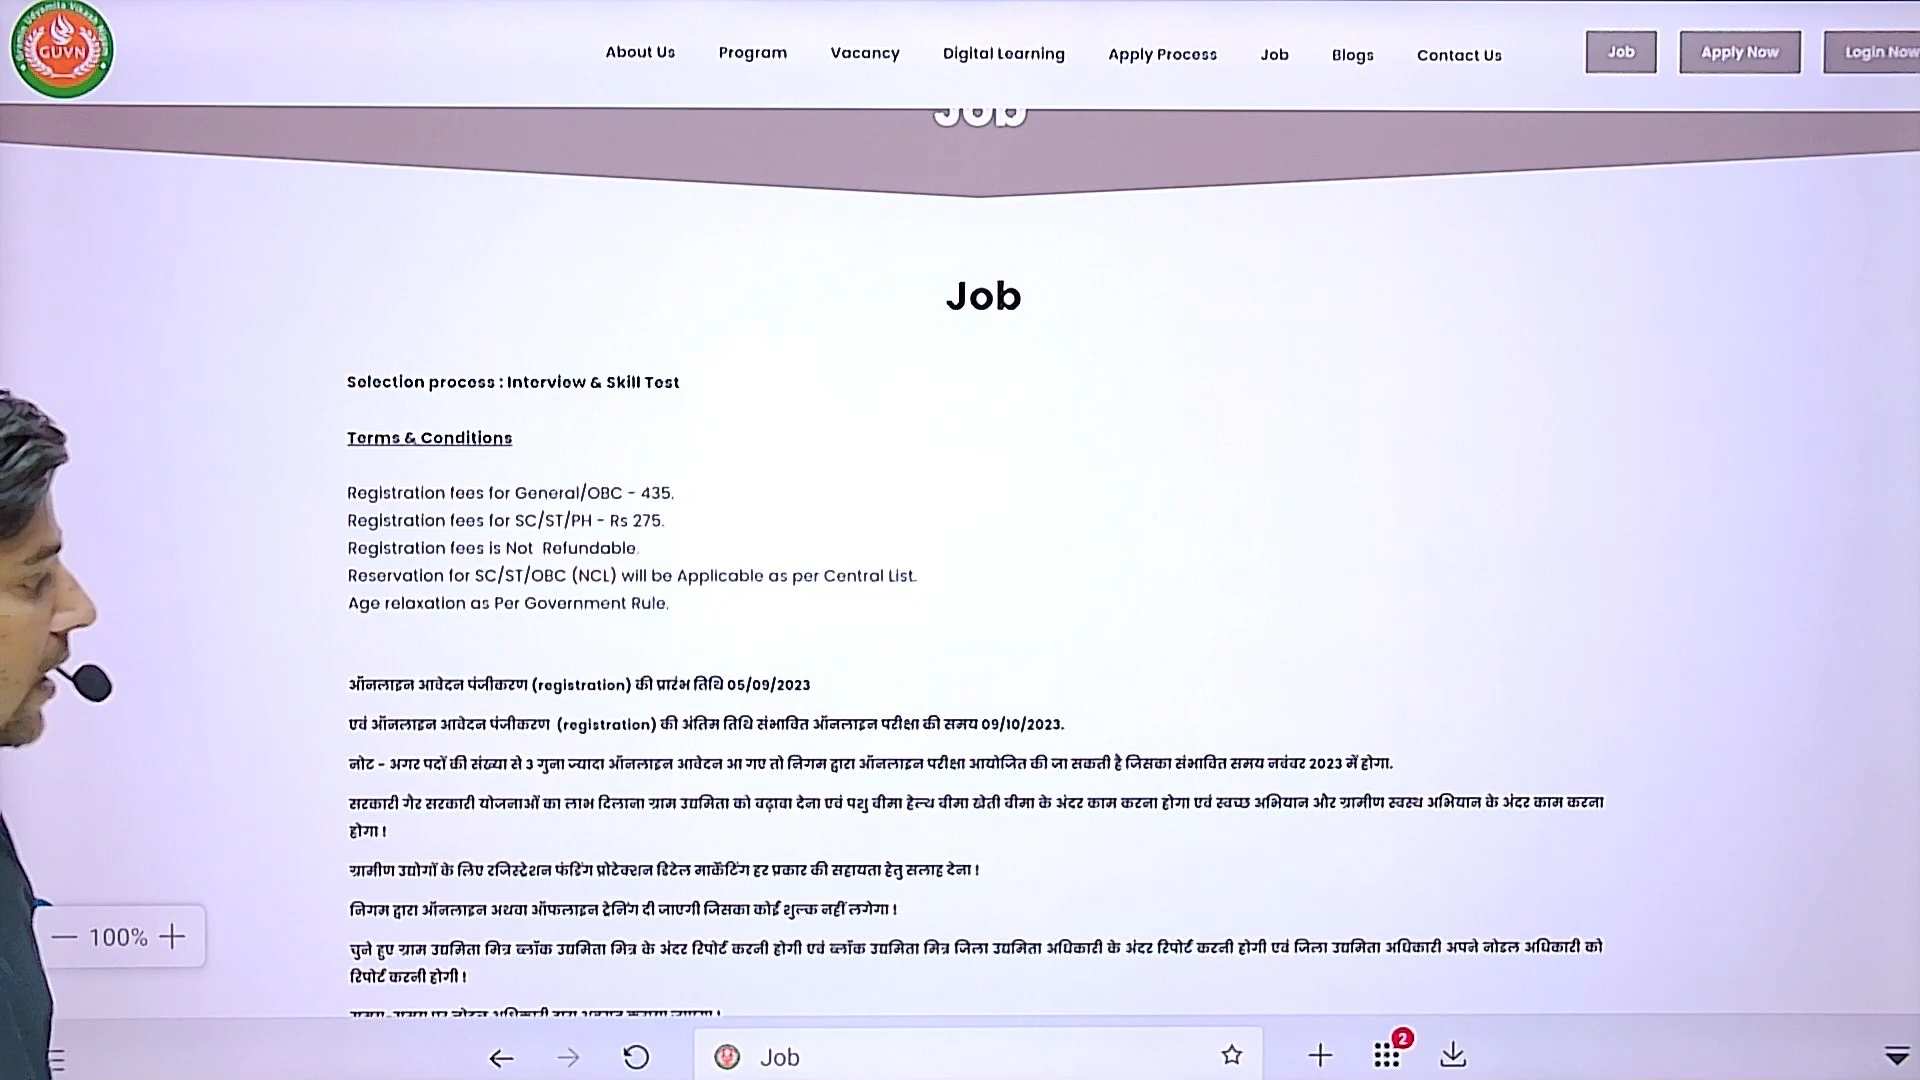 Gramin Udyamita Vikash Nigam
GUVN
About Us
Program
Vacancy
Digital Learning
Apply Process
Job
Blogs
Contact Us
Job
Apply Now
Login Now
Job
Job
Selection process : Interview & Skill Test
Terms & Conditions
Registration fees for General/OBC - 435.
Registration fees for SC/ST/PH - Rs 275.
Registration fees is Not Refundable.
Reservation for SC/ST/OBC (NCL) will be Applicable as per Central List.
Age relaxation as Per Government Rule.
ऑनलाइन आवेदन पंजीकरण (registration) की प्रारंभ तिथि 05/09/2023
एवं ऑनलाइन आवेदन पंजीकरण (registration) की अंतिम तिथि संभावित ऑनलाइन परीक्षा की समय 09/10/2023.
नोट - अगर पदों की संख्या से 3 गुना ज्यादा ऑनलाइन आवेदन आ गए तो निगम द्वारा ऑनलाइन परीक्षा आयोजित की जा सकती है जिसका संभावित समय नवंबर 2023 में होगा.
सरकारी गैर सरकारी योजनाओं का लाभ दिलाना ग्राम उद्यमिता को बढ़ावा देना एवं पशु बीमा हेल्थ बीमा खेती बीमा के अंदर काम करना होगा एवं स्वच्छ अभियान और ग्रामीण स्वस्थ अभियान के अंदर काम करना
होगा !
ग्रामीण उद्योगों के लिए रजिस्ट्रेशन फंडिंग प्रोटेक्शन डिटेल मार्केटिंग हर प्रकार की सहायता हेतु सलाह देना !
निगम द्वारा ऑनलाइन अथवा ऑफलाइन ट्रेनिंग दी जाएगी जिसका कोई शुल्क नहीं लगेगा !
चुने हुए ग्राम उद्यमिता मित्र ब्लॉक उद्यमिता मित्र के अंदर रिपोर्ट करनी होगी एवं ब्लॉक उद्यमिता मित्र जिला उद्यमिता अधिकारी के अंदर रिपोर्ट करनी होगी एवं जिला उद्यमिता अधिकारी अपने नोडल अधिकारी को
रिपोर्ट करनी होगी !
100%
Job
2